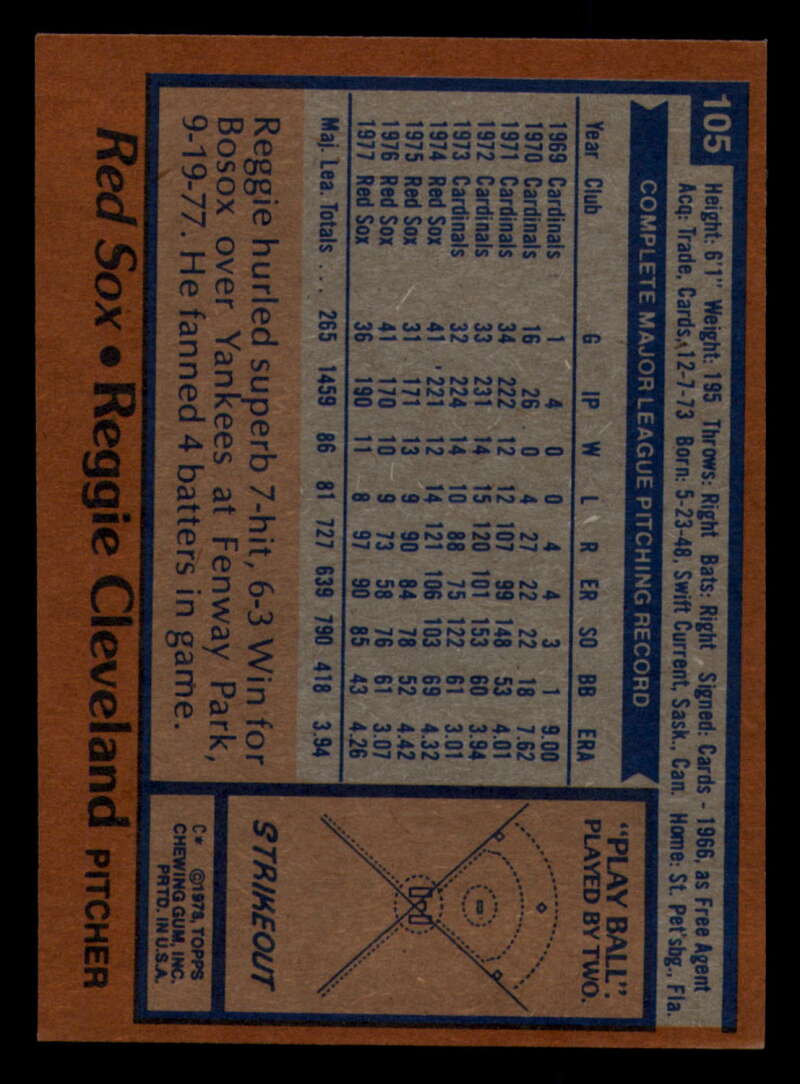 105
Height: 6'1" Weight: 195 Throws: Right Bats: Right Signed: Cards - 1966, as Free Agent
Acq: Trade, Cards, 12-7-73 Born: 5-23-48, Swift Current, Sask., Can. Home: St. Pet'sbg., Fla.
COMPLETE MAJOR LEAGUE PITCHING RECORD
Year Club G IP W L R ER SO BB ERA
1969 Cardinals 1 4 0 0 4 4 3 1 9.00
1970 Cardinals 16 26 0 4 27 22 22 18 7.62
1971 Cardinals 34 222 12 12 107 99 148 53 4.01
1972 Cardinals 33 231 14 15 120 101 153 60 3.94
1973 Cardinals 32 224 14 10 88 75 122 61 3.01
1974 Red Sox 41 221 12 14 121 106 103 69 4.32
1975 Red Sox 31 171 13 9 90 84 78 52 4.42
1976 Red Sox 41 170 10 9 73 58 76 61 3.07
1977 Red Sox 36 190 11 8 97 90 85 43 4.26
Maj. Lea. Totals ... 265 1459 86 81 727 639 790 418 3.94
Reggie hurled superb 7-hit, 6-3 Win for
Bosox over Yankees at Fenway Park,
9-19-77. He fanned 4 batters in game.
"PLAY BALL".
PLAYED BY TWO.
STRIKEOUT
C* ©1978, TOPPS
CHEWING GUM, INC.
PRTD. IN U.S.A.
Red Sox • Reggie Cleveland PITCHER